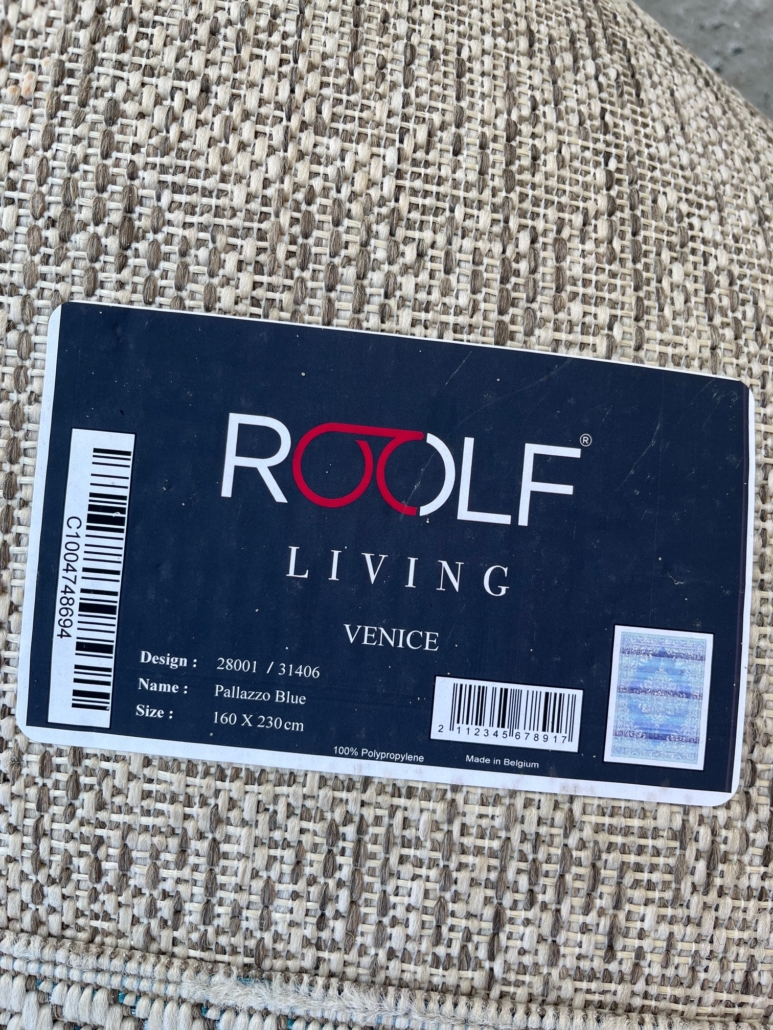 ROOLF®
LIVING
VENICE
C1004748694
Design : 28001 / 31406
Name : Pallazzo Blue
Size : 160 X 230cm
2 112345 678917
100% Polypropylene
Made in Belgium